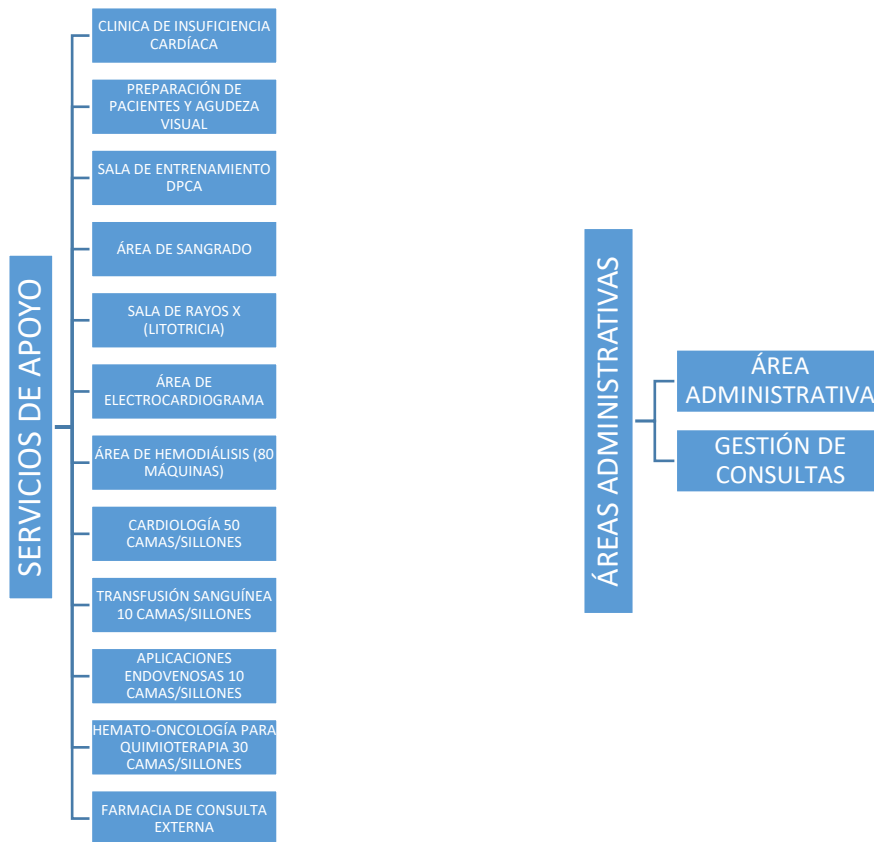 SERVICIOS DE APOYO
CLINICA DE INSUFICIENCIA
CARDÍACA
PREPARACIÓN DE
PACIENTES Y AGUDEZA
VISUAL
SALA DE ENTRENAMIENTO
DPCA
ÁREA DE SANGRADO
SALA DE RAYOS X
(LITOTRICIA)
ÁREA DE
ELECTROCARDIOGRAMA
ÁREA DE HEMODIÁLISIS (80
MÁQUINAS)
CARDIOLOGÍA 50
CAMAS/SILLONES
TRANSFUSIÓN SANGUÍNEA
10 CAMAS/SILLONES
APLICACIONES
ENDOVENOSAS 10
CAMAS/SILLONES
HEMATO-ONCOLOGÍA PARA
QUIMIOTERAPIA 30
CAMAS/SILLONES
FARMACIA DE CONSULTA
EXTERNA
ÁREAS ADMINISTRATIVAS
ÁREA
ADMINISTRATIVA
GESTIÓN DE
CONSULTAS